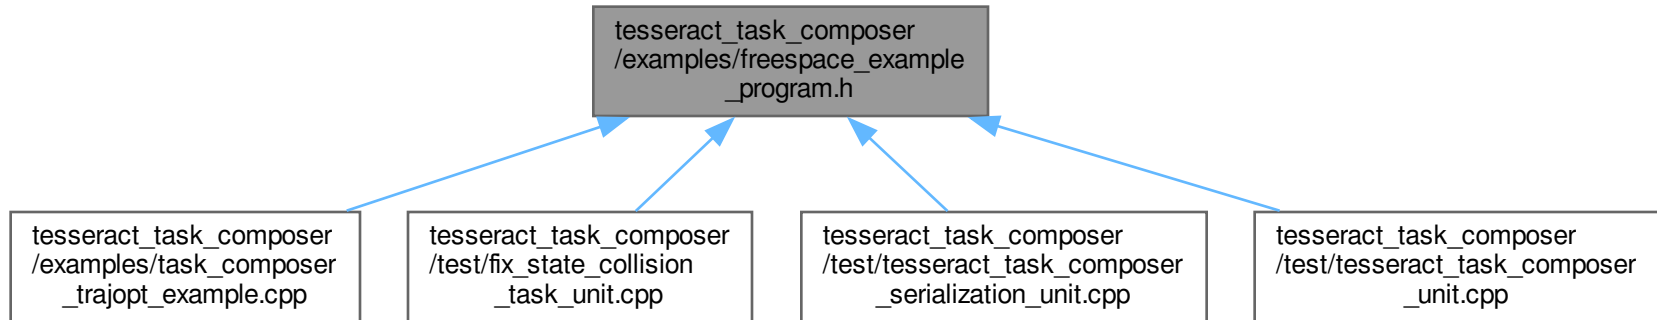 tesseract_task_composer
/examples/freespace_example
_program.h
tesseract_task_composer
/examples/task_composer
_trajopt_example.cpp
tesseract_task_composer
/test/fix_state_collision
_task_unit.cpp
tesseract_task_composer
/test/tesseract_task_composer
_serialization_unit.cpp
tesseract_task_composer
/test/tesseract_task_composer
_unit.cpp